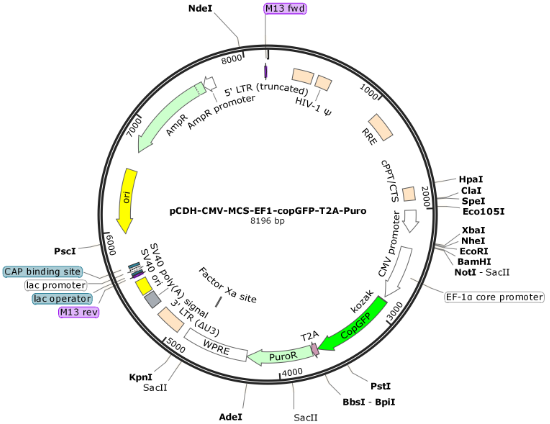 NdeI
M13 fwd
8000
5' LTR (truncated)
HIV-1 Ψ
1000
AmpR promoter
AmpR
7000
RRE
cPPT/CTS
HpaI
ClaI
SpeI
Eco105I
2000
ori
pCDH-CMV-MCS-EF1-copGFP-T2A-Puro
8196 bp
XbaI
NheI
EcoRI
BamHI
NotI - SacII
CMV promoter
6000
PscI
CAP binding site
lac promoter
lac operator
M13 rev
SV40 ori
SV40 poly(A) signal
3' LTR (ΔU3)
Factor Xa site
EF-1α core promoter
kozak
3000
CopGFP
T2A
PuroR
WPRE
5000
KpnI
SacII
4000
PstI
BbsI - BpiI
AdeI
SacII